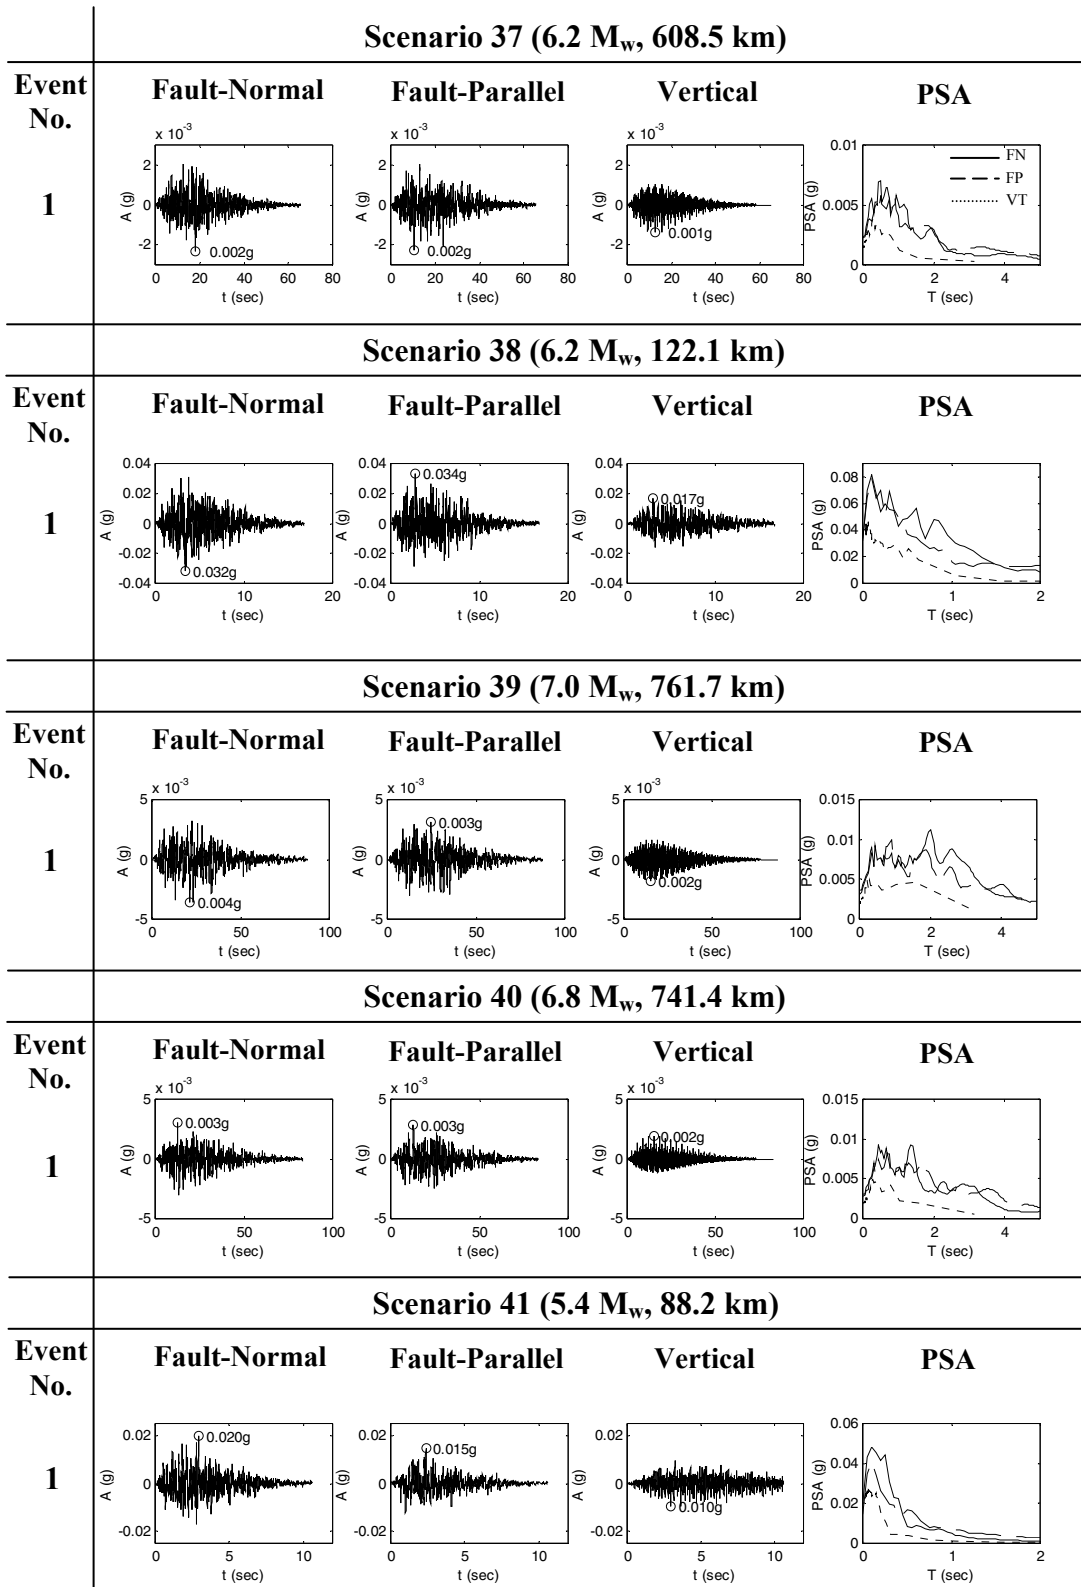 Scenario 37 (6.2 Mw, 608.5 km)
Event No.
Fault-Normal Fault-Parallel Vertical PSA
1
x 10-3
A (g)
2
0
-2
0.002g
0 20 40 60 80
t (sec)
x 10-3
A (g)
2
0
-2
0.002g
0 20 40 60 80
t (sec)
x 10-3
A (g)
2
0
-2
0.001g
0 20 40 60 80
t (sec)
PSA (g)
0.01
0.005
0
FN
FP
VT
0 2 4
T (sec)
Scenario 38 (6.2 Mw, 122.1 km)
Event No.
Fault-Normal Fault-Parallel Vertical PSA
1
A (g)
0.04
0.02
0
-0.02
-0.04
0.032g
0 10 20
t (sec)
A (g)
0.04
0.02
0
-0.02
-0.04
0.034g
0 10 20
t (sec)
A (g)
0.04
0.02
0
-0.02
-0.04
0.017g
0 10 20
t (sec)
PSA (g)
0.08
0.06
0.04
0.02
0
0 1 2
T (sec)
Scenario 39 (7.0 Mw, 761.7 km)
Event No.
Fault-Normal Fault-Parallel Vertical PSA
1
x 10-3
A (g)
5
0
-5
0.004g
0 50 100
t (sec)
x 10-3
A (g)
5
0
-5
0.003g
0 50 100
t (sec)
x 10-3
A (g)
5
0
-5
0.002g
0 50 100
t (sec)
PSA (g)
0.015
0.01
0.005
0
0 2 4
T (sec)
Scenario 40 (6.8 Mw, 741.4 km)
Event No.
Fault-Normal Fault-Parallel Vertical PSA
1
x 10-3
A (g)
5
0
-5
0.003g
0 50 100
t (sec)
x 10-3
A (g)
5
0
-5
0.003g
0 50 100
t (sec)
x 10-3
A (g)
5
0
-5
0.002g
0 50 100
t (sec)
PSA (g)
0.015
0.01
0.005
0
0 2 4
T (sec)
Scenario 41 (5.4 Mw, 88.2 km)
Event No.
Fault-Normal Fault-Parallel Vertical PSA
1
A (g)
0.02
0
-0.02
0.020g
0 5 10
t (sec)
A (g)
0.02
0
-0.02
0.015g
0 5 10
t (sec)
A (g)
0.02
0
-0.02
0.010g
0 5 10
t (sec)
PSA (g)
0.06
0.04
0.02
0
0 1 2
T (sec)